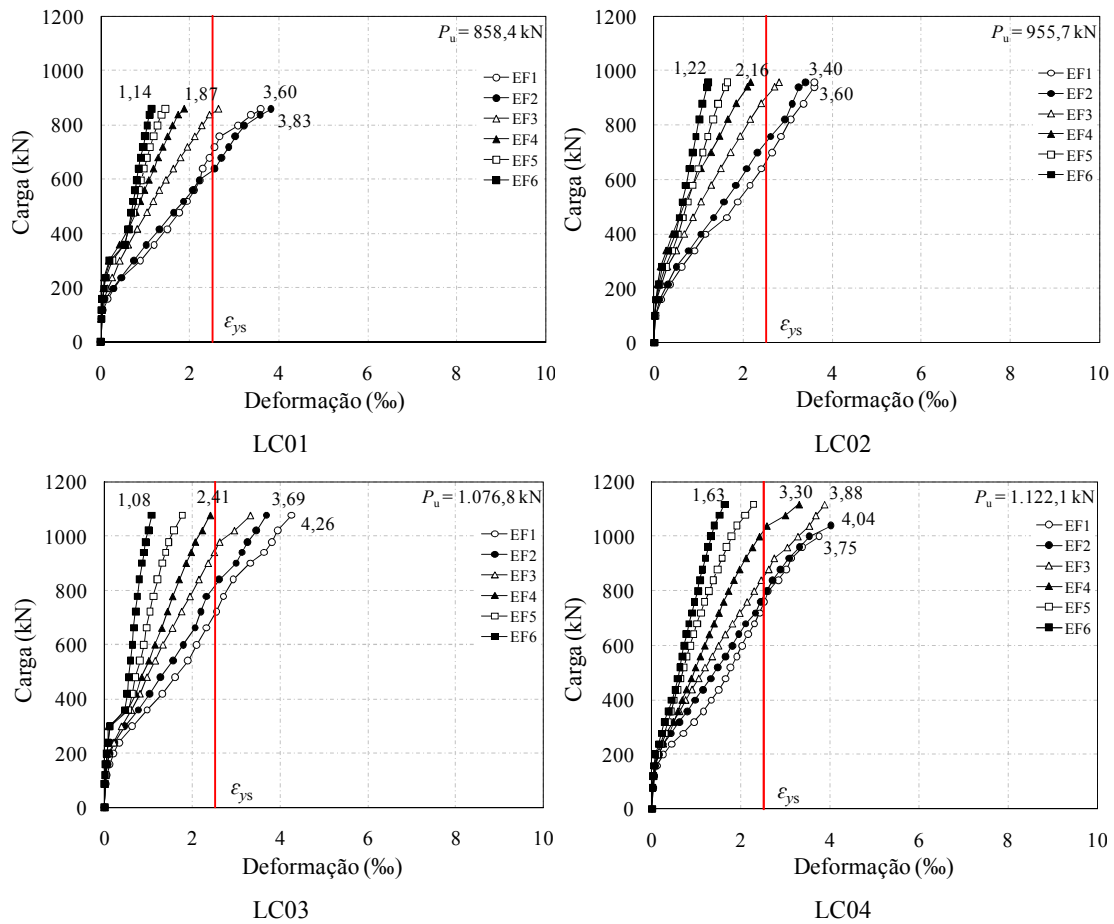 1200
1000
800
600
400
200
0
Carga (kN)
P_u = 858,4 kN
1,14
1,87
3,60
3,83
EF1
EF2
EF3
EF4
EF5
EF6
ε_ys
0 2 4 6 8 10
Deformação (‰)
LC01
1200
1000
800
600
400
200
0
Carga (kN)
P_u = 955,7 kN
1,22
2,16
3,40
3,60
EF1
EF2
EF3
EF4
EF5
EF6
ε_ys
0 2 4 6 8 10
Deformação (‰)
LC02
1200
1000
800
600
400
200
0
Carga (kN)
P_u = 1.076,8 kN
1,08
2,41
3,69
4,26
EF1
EF2
EF3
EF4
EF5
EF6
ε_ys
0 2 4 6 8 10
Deformação (‰)
LC03
1200
1000
800
600
400
200
0
Carga (kN)
P_u = 1.122,1 kN
1,63
3,30
3,88
4,04
3,75
EF1
EF2
EF3
EF4
EF5
EF6
ε_ys
0 2 4 6 8 10
Deformação (‰)
LC04